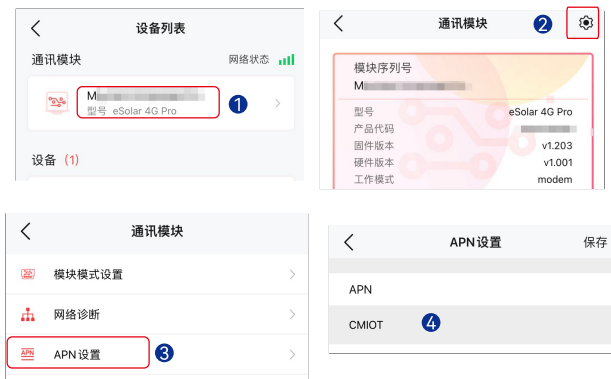 设备列表
通讯模块 网络状态
M
型号 eSolar 4G Pro
1
设备 (1)
通讯模块
2
模块序列号
M
型号 eSolar 4G Pro
产品代码
固件版本 v1.203
硬件版本 v1.001
工作模式 modem
通讯模块
模块模式设置
网络诊断
APN 设置
3
APN设置 保存
APN
CMIOT
4